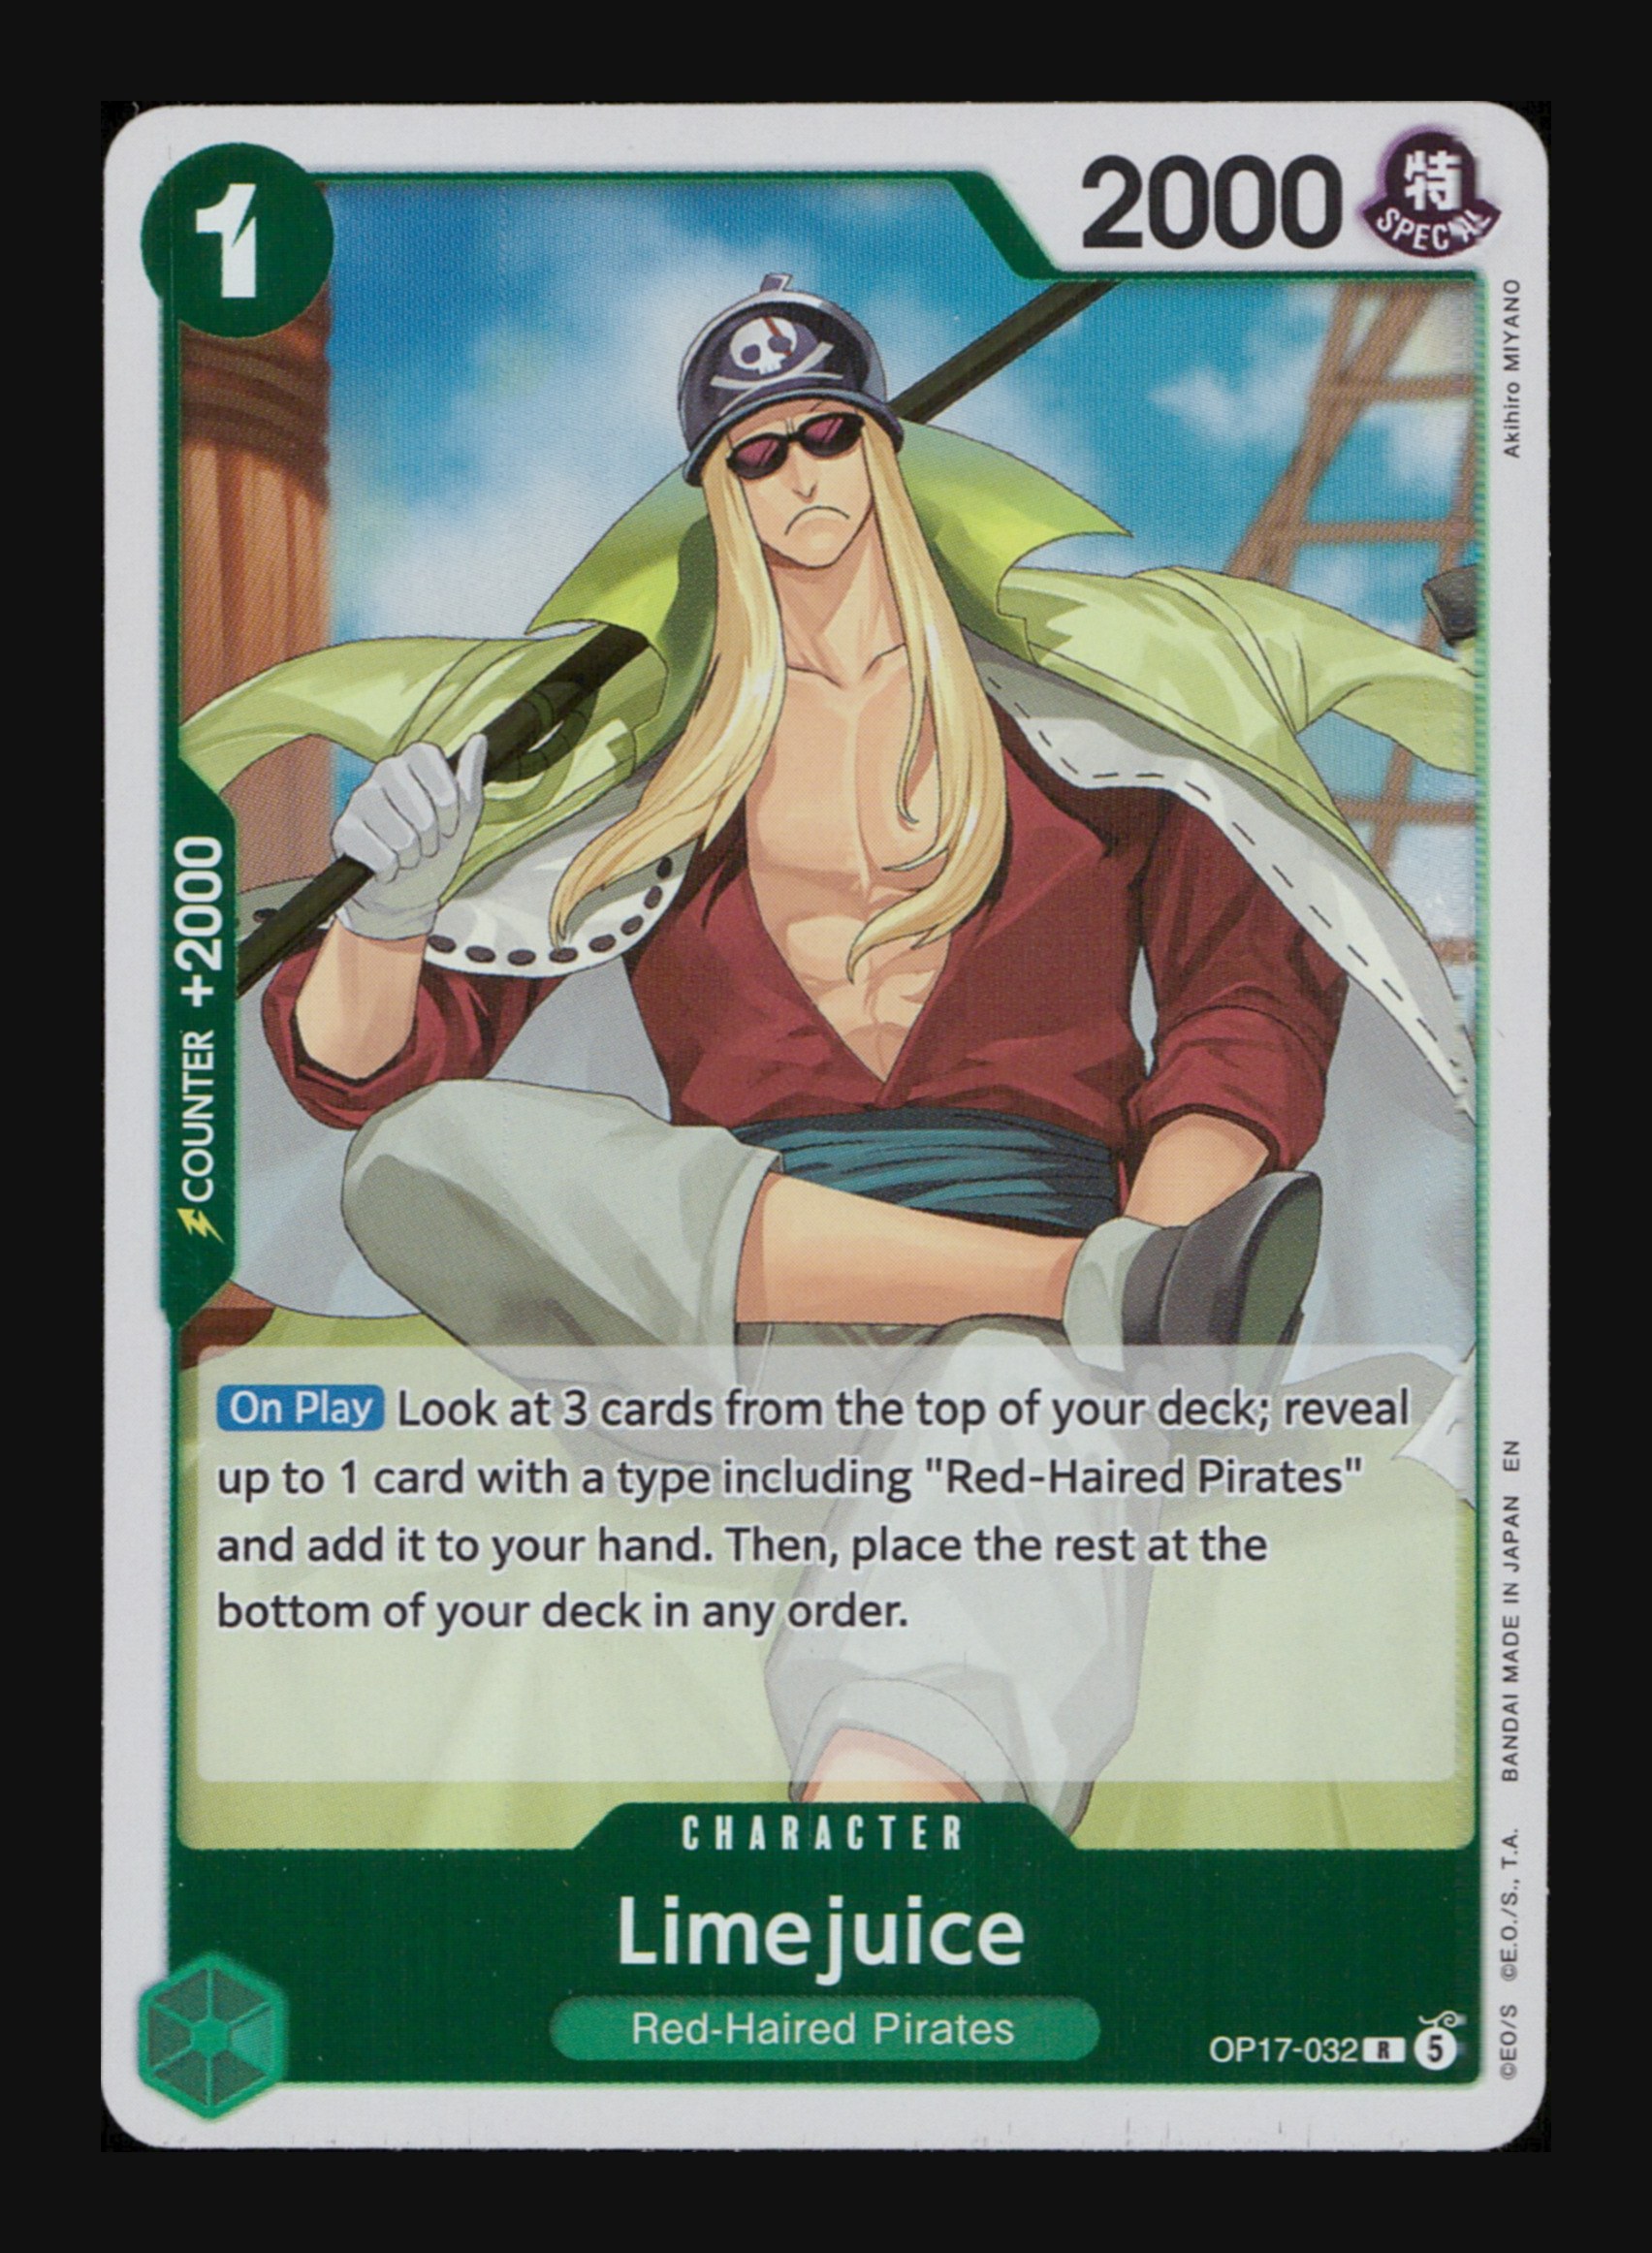 1
2000
特
SPECIAL
Akihiro MIYANO
COUNTER +2000
On Play Look at 3 cards from the top of your deck; reveal
up to 1 card with a type including "Red-Haired Pirates"
and add it to your hand. Then, place the rest at the
bottom of your deck in any order.
CHARACTER
Limejuice
Red-Haired Pirates
OP17-032 R 5
©EO/S ©E.O./S., T.A. BANDAI MADE IN JAPAN EN